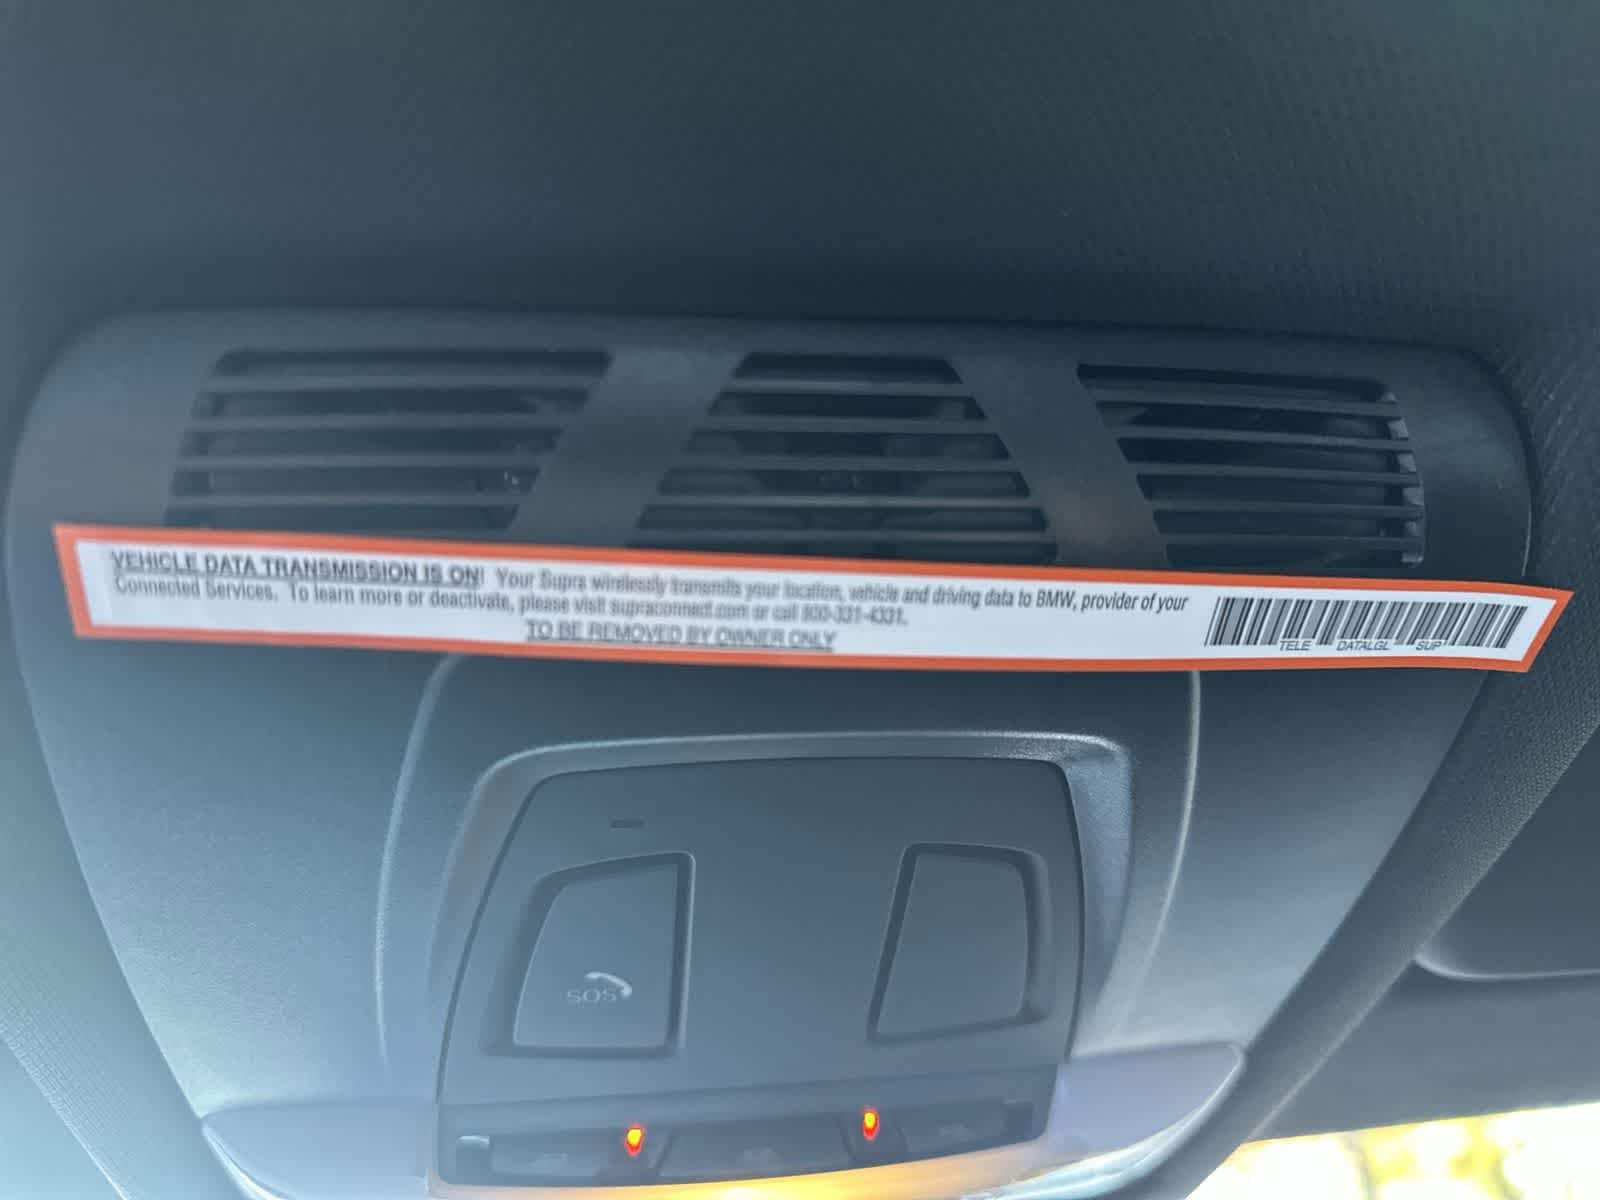 VEHICLE DATA TRANSMISSION IS ON! Your Supra wirelessly transmits your location, vehicle and driving data to BMW, provider of your
Connected Services. To learn more or deactivate, please visit supraconnect.com or call 800-331-4331.
TO BE REMOVED BY OWNER ONLY
TELE DATALGL SUP
SOS